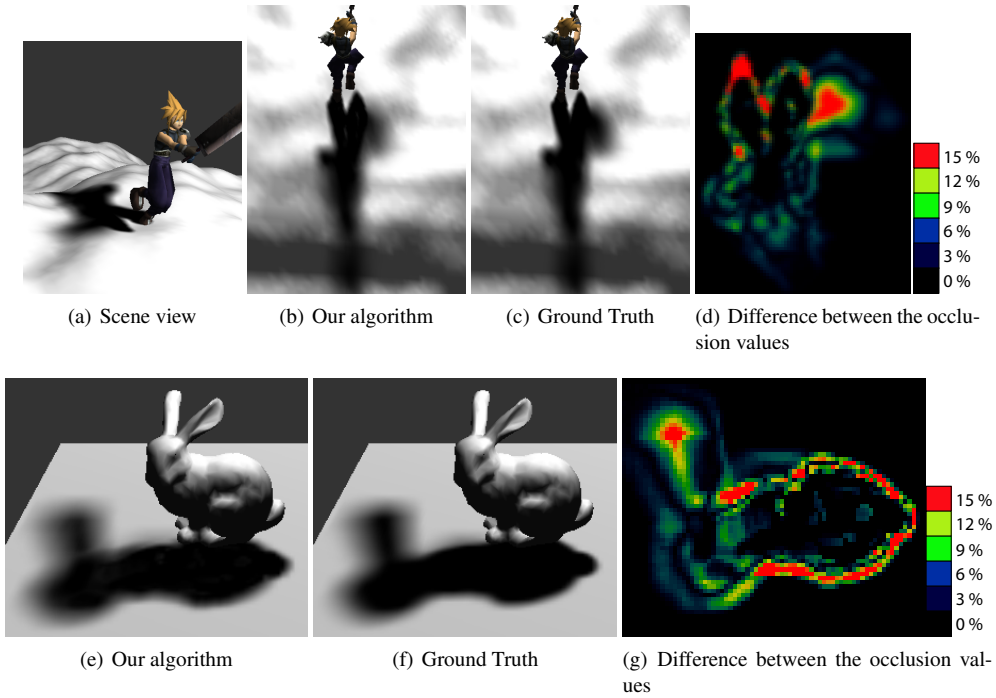 15 %
12 %
9 %
6 %
3 %
0 %
(a) Scene view
(b) Our algorithm
(c) Ground Truth
(d) Difference between the occlu-
sion values
15 %
12 %
9 %
6 %
3 %
0 %
(e) Our algorithm
(f) Ground Truth
(g) Difference between the occlusion val-
ues